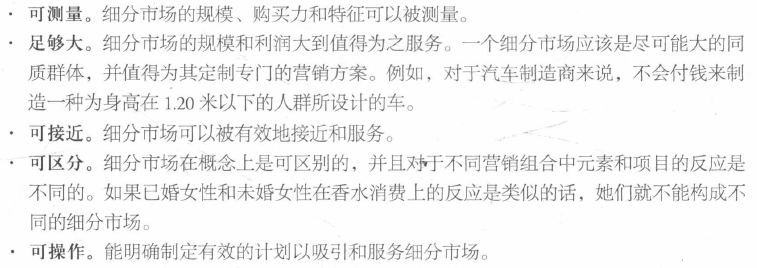 · 可测量。细分市场的规模、购买力和特征可以被测量。
· 足够大。细分市场的规模和利润大到值得为之服务。一个细分市场应该是尽可能大的同
质群体，并值得为其定制专门的营销方案。例如，对于汽车制造商来说，不会付钱来制
造一种为身高在 1.20 米以下的人群所设计的车。
· 可接近。细分市场可以被有效地接近和服务。
· 可区分。细分市场在概念上是可区别的，并且对于不同营销组合中元素和项目的反应是
不同的。如果已婚女性和未婚女性在香水消费上的反应是类似的话，她们就不能构成不
同的细分市场。
· 可操作。能明确制定有效的计划以吸引和服务细分市场。